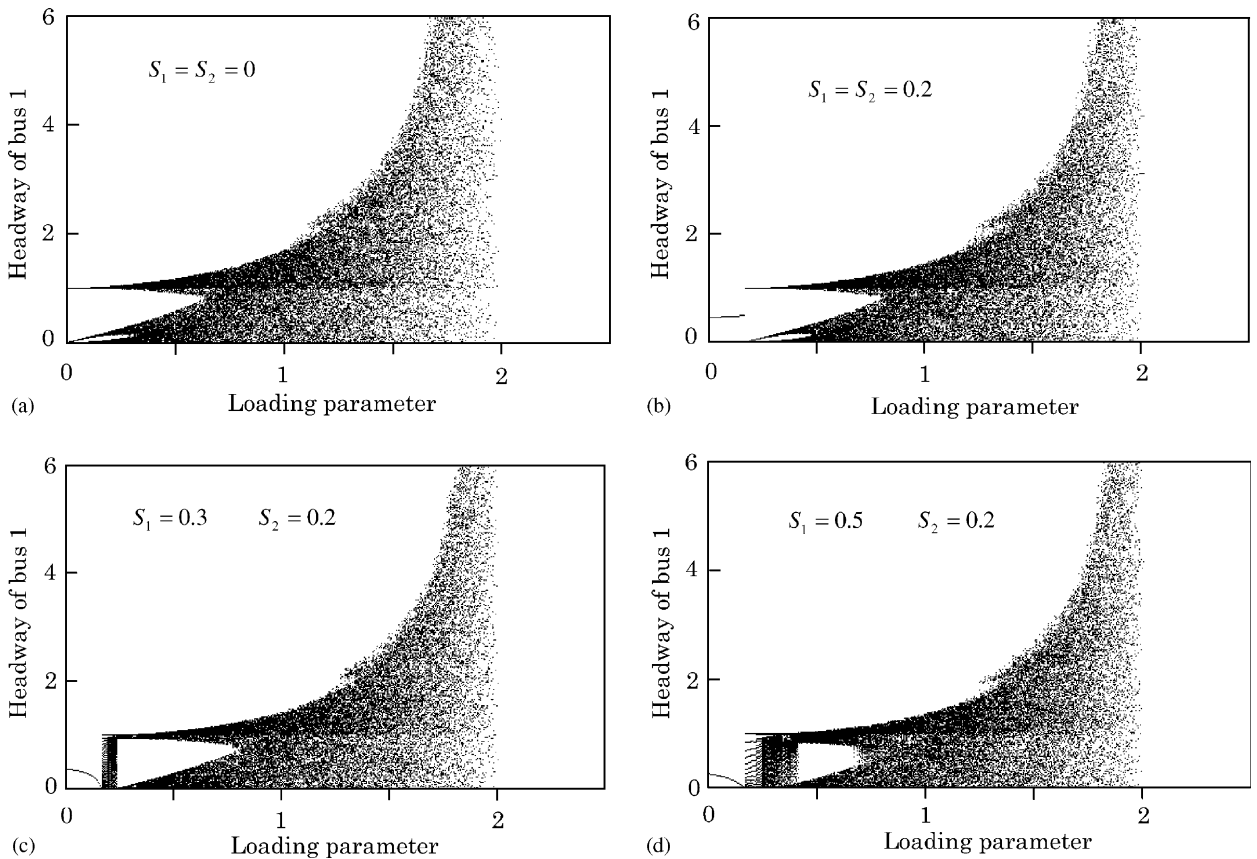 6
4
2
0
Headway of bus 1
S₁ = S₂ = 0
0
1
2
Loading parameter
(a)
6
4
2
0
Headway of bus 1
S₁ = S₂ = 0.2
0
1
2
Loading parameter
(b)
6
4
2
0
Headway of bus 1
S₁ = 0.3 S₂ = 0.2
0
1
2
Loading parameter
(c)
6
4
2
0
Headway of bus 1
S₁ = 0.5 S₂ = 0.2
0
1
2
Loading parameter
(d)